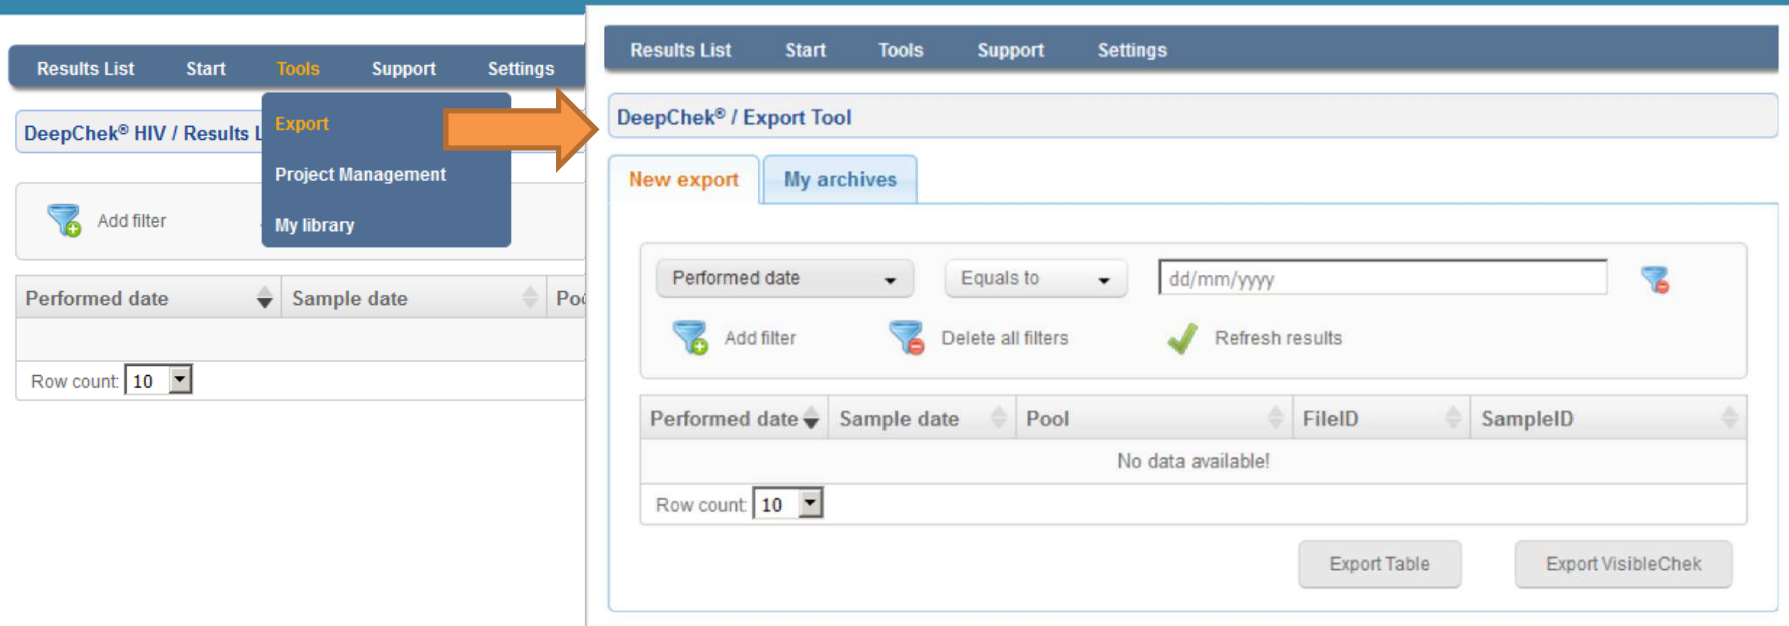 Results List Start Tools Support Settings
Export
Project Management
My library
DeepChek® HIV / Results L
Add filter
Performed date Sample date
Row count: 10
Results List Start Tools Support Settings
DeepChek® / Export Tool
New export My archives
Performed date Equals to dd/mm/yyyy
Add filter Delete all filters Refresh results
Performed date Sample date Pool FileID SampleID
No data available!
Row count: 10
Export Table Export VisibleChek